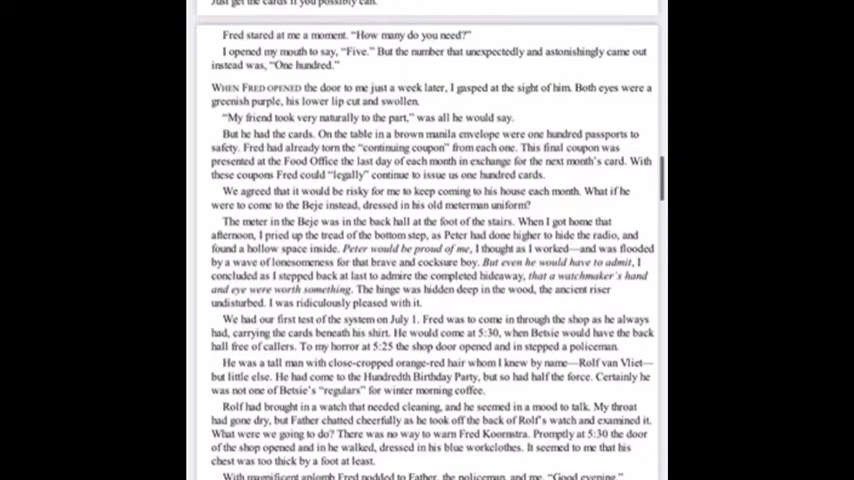 Just get the cards if you possibly can.
Fred stared at me a moment. “How many do you need?”
I opened my mouth to say, “Five.” But the number that unexpectedly and astonishingly came out
instead was, “One hundred.”
WHEN FRED OPENED the door to me just a week later, I gasped at the sight of him. Both eyes were a
greenish purple, his lower lip cut and swollen.
“My friend took very naturally to the part,” was all he would say.
But he had the cards. On the table in a brown manila envelope were one hundred passports to
safety. Fred had already torn the “continuing coupon” from each one. This final coupon was
presented at the Food Office the last day of each month in exchange for the next month’s card. With
these coupons Fred could “legally” continue to issue us one hundred cards.
We agreed that it would be risky for me to keep coming to his house each month. What if he
were to come to the Beje instead, dressed in his old meterman uniform?
The meter in the Beje was in the back hall at the foot of the stairs. When I got home that
afternoon, I pried up the tread of the bottom step, as Peter had done higher to hide the radio, and
found a hollow space inside. Peter would be proud of me, I thought as I worked—and was flooded
by a wave of lonesomeness for that brave and cocksure boy. But even he would have to admit, I
concluded as I stepped back at last to admire the completed hideaway, that a watchmaker’s hand
and eye were worth something. The hinge was hidden deep in the wood, the ancient riser
undisturbed. I was ridiculously pleased with it.
We had our first test of the system on July 1. Fred was to come in through the shop as he always
had, carrying the cards beneath his shirt. He would come at 5:30, when Betsie would have the back
hall free of callers. To my horror at 5:25 the shop door opened and in stepped a policeman.
He was a tall man with close-cropped orange-red hair whom I knew by name—Rolf van Vliet—
but little else. He had come to the Hundredth Birthday Party, but so had half the force. Certainly he
was not one of Betsie’s “regulars” for winter morning coffee.
Rolf had brought in a watch that needed cleaning, and he seemed in a mood to talk. My throat
had gone dry, but Father chatted cheerfully as he took off the back of Rolf’s watch and examined it.
What were we going to do? There was no way to warn Fred Koornstra. Promptly at 5:30 the door
of the shop opened and in he walked, dressed in his blue workclothes. It seemed to me that his
chest was too thick by a foot at least.
With magnificent aplomb Fred nodded to Father, the policeman, and me. “Good evening.”